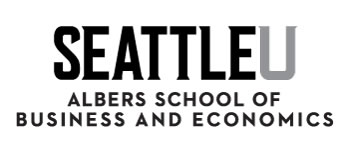 SEATTLEU
ALBERS SCHOOL OF
BUSINESS AND ECONOMICS